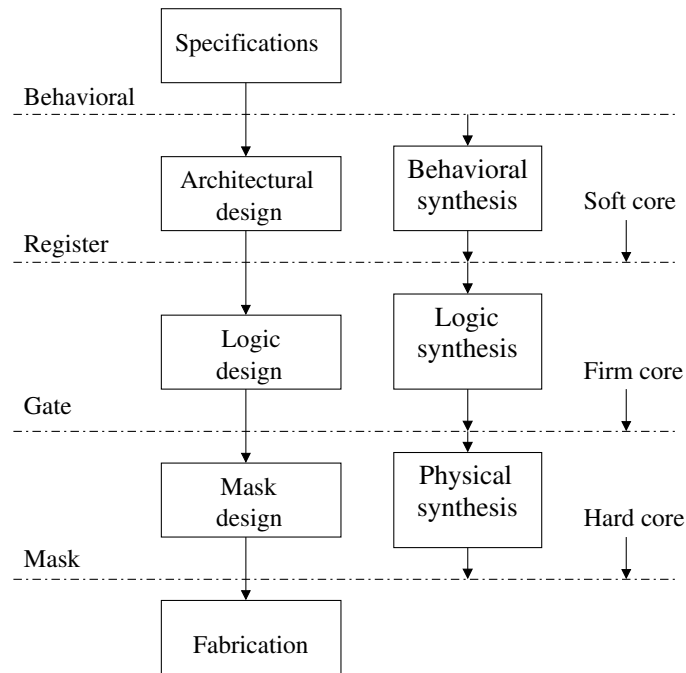 Specifications
Behavioral
Architectural
design
Behavioral
synthesis
Soft core
Register
Logic
design
Logic
synthesis
Firm core
Gate
Mask
design
Physical
synthesis
Hard core
Mask
Fabrication